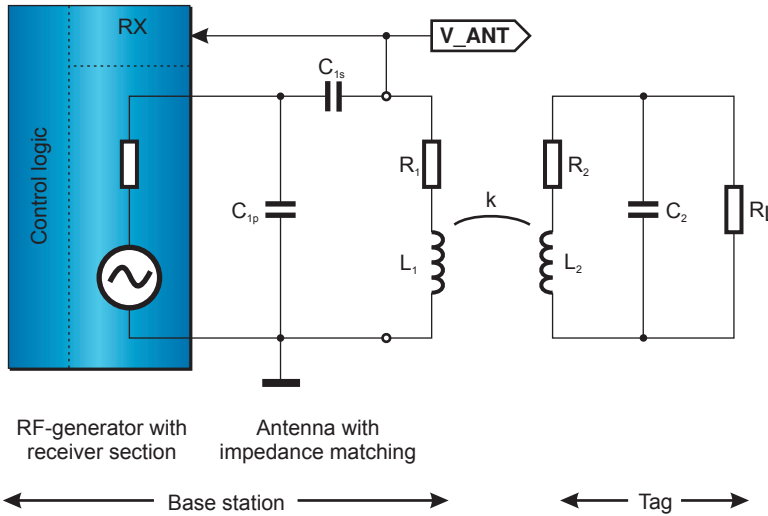 RX
V_ANT
Control logic
C1s
C1p
R1
L1
k
R2
L2
C2
RL
RF-generator with
receiver section
Antenna with
impedance matching
Base station
Tag